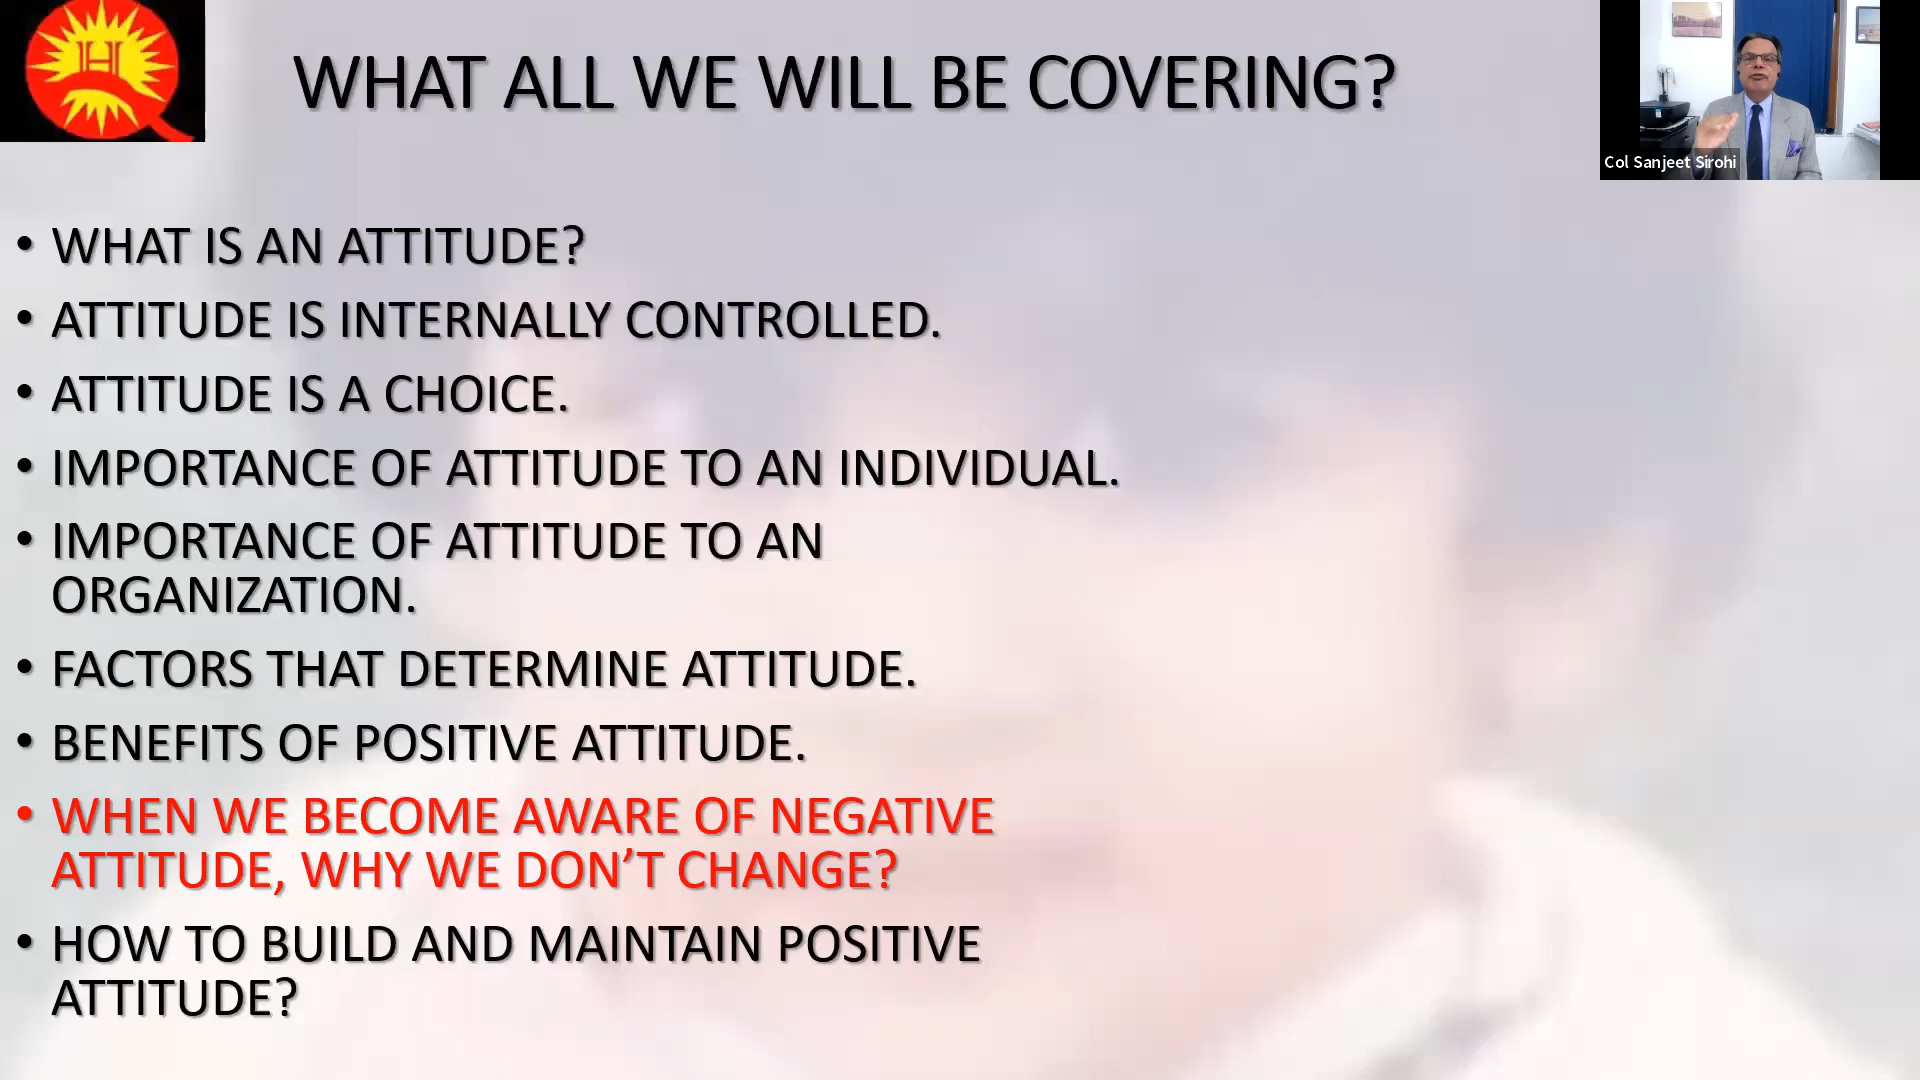 H
WHAT ALL WE WILL BE COVERING?
Col Sanjeet Sirohi
• WHAT IS AN ATTITUDE?
• ATTITUDE IS INTERNALLY CONTROLLED.
• ATTITUDE IS A CHOICE.
• IMPORTANCE OF ATTITUDE TO AN INDIVIDUAL.
• IMPORTANCE OF ATTITUDE TO AN
ORGANIZATION.
• FACTORS THAT DETERMINE ATTITUDE.
• BENEFITS OF POSITIVE ATTITUDE.
• WHEN WE BECOME AWARE OF NEGATIVE
ATTITUDE, WHY WE DON’T CHANGE?
• HOW TO BUILD AND MAINTAIN POSITIVE
ATTITUDE?